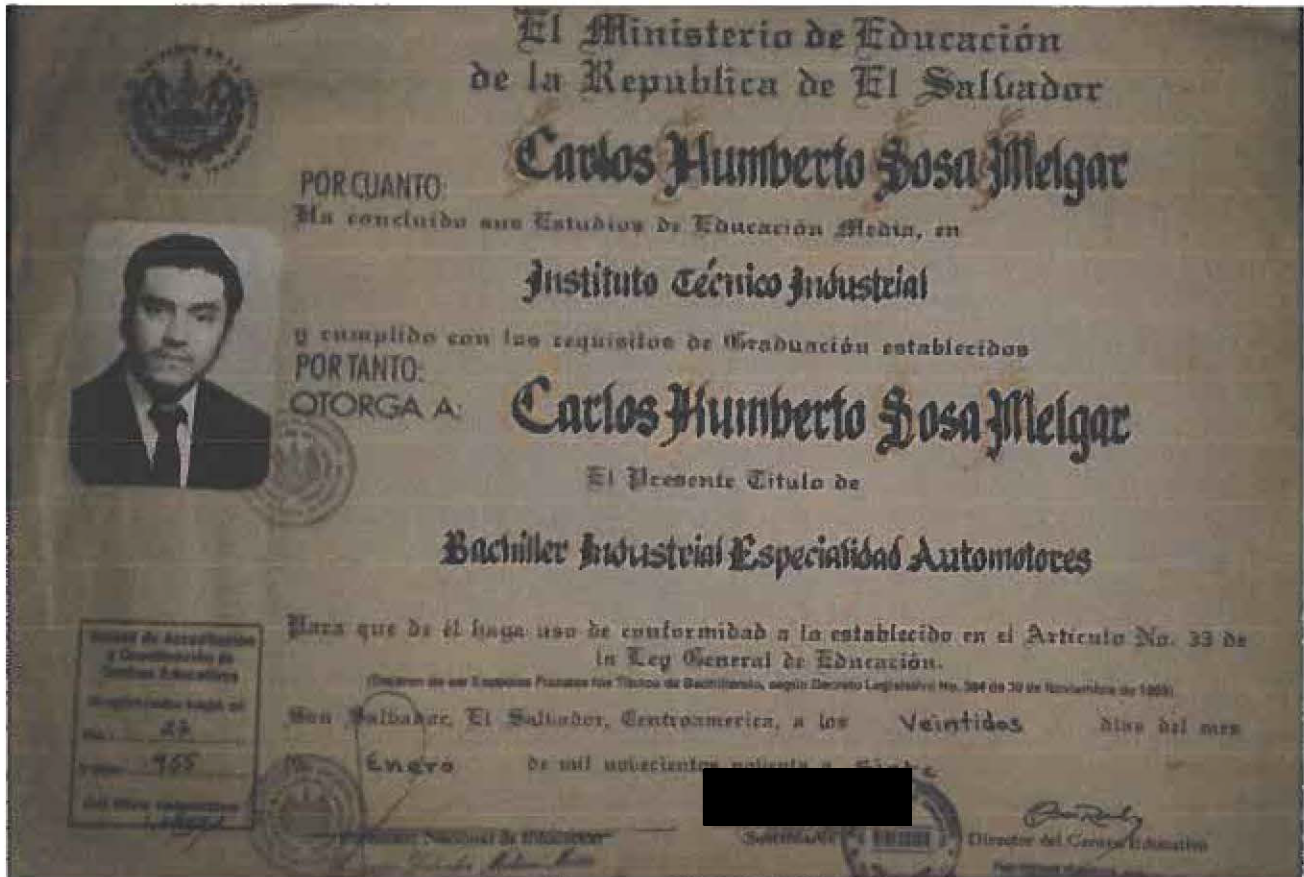 El Ministerio de Educación
de la Republica de El Salvador
POR CUANTO:
Carlos Humberto Sosa Melgar
Ha concluido sus Estudios de Educación Media, en
Instituto Técnico Industrial
y cumplido con los requisitos de Graduación establecidos
POR TANTO:
OTORGA A:
Carlos Humberto Sosa Melgar
El Presente Titulo de
Bachiller Industrial Especialidad Automotores
Para que de él haga uso de conformidad a lo establecido en el Artículo No. 33 de
la Ley General de Educación.
San Salvador, El Salvador, Centroamerica, a los Veintidos días del mes
De Enero de mil novecientos noventa y Siete
Director del Centro Educativo